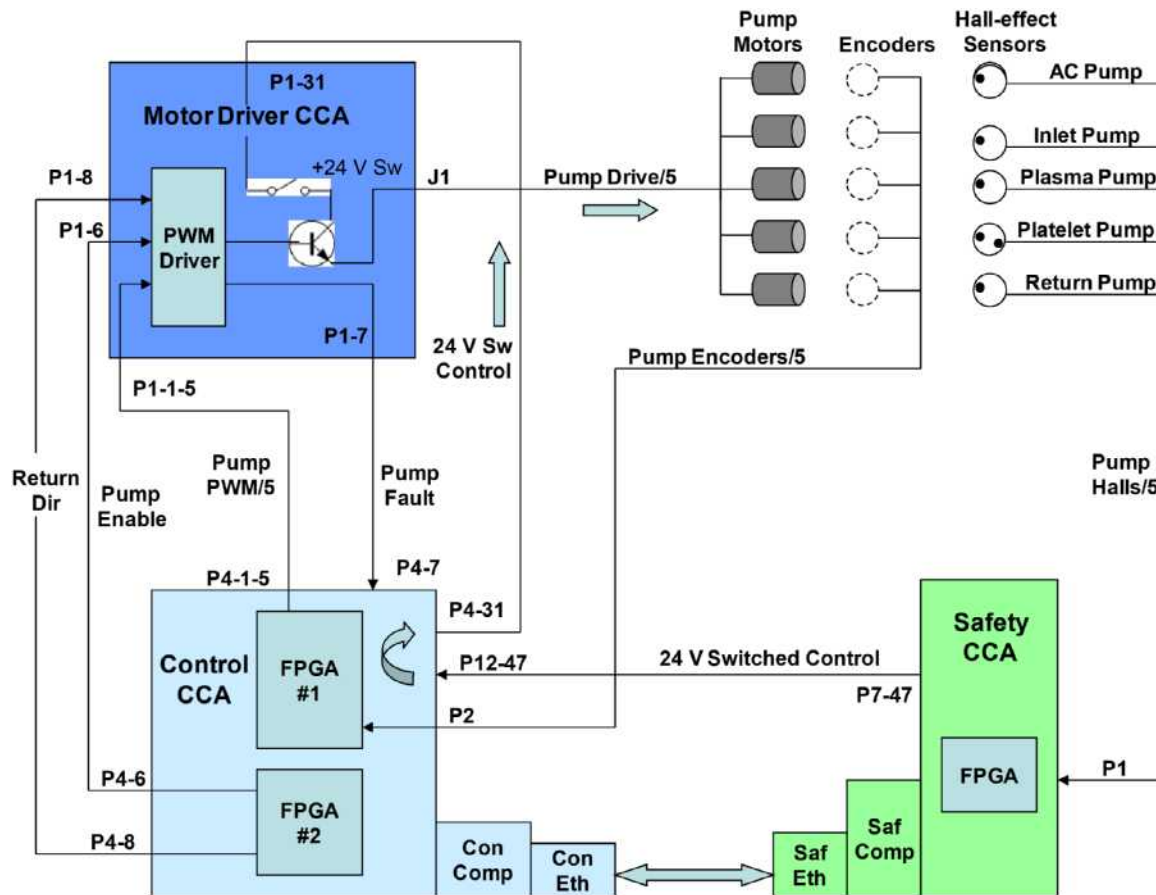 Pump
Motors
Encoders
Hall-effect
Sensors
AC Pump
Inlet Pump
Plasma Pump
Platelet Pump
Return Pump
P1-31
Motor Driver CCA
+24 V Sw
P1-8
P1-6
PWM
Driver
J1
Pump Drive/5
P1-7
24 V Sw
Control
Pump Encoders/5
P1-1-5
Return
Dir
Pump
Enable
Pump
PWM/5
Pump
Fault
Pump
Halls/5
P4-1-5
P4-7
P4-31
Control
CCA
FPGA
#1
P12-47
24 V Switched Control
P7-47
Safety
CCA
P2
FPGA
P1
P4-6
FPGA
#2
P4-8
Con
Comp
Con
Eth
Saf
Eth
Saf
Comp